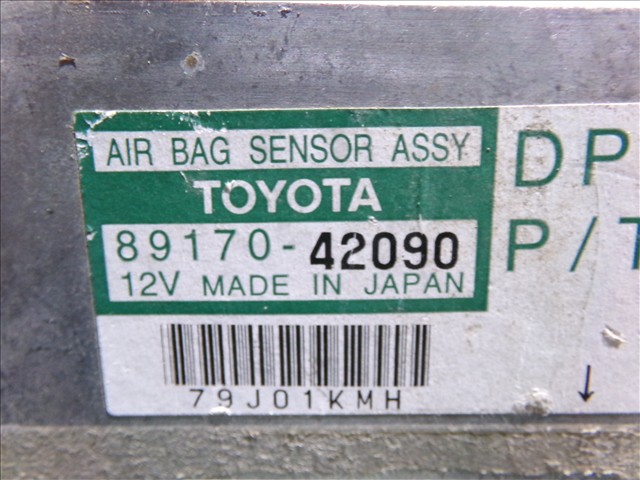 AIR BAG SENSOR ASSY
TOYOTA
89170-42090
12V MADE IN JAPAN
79J01KMH
DP
P/T
↓